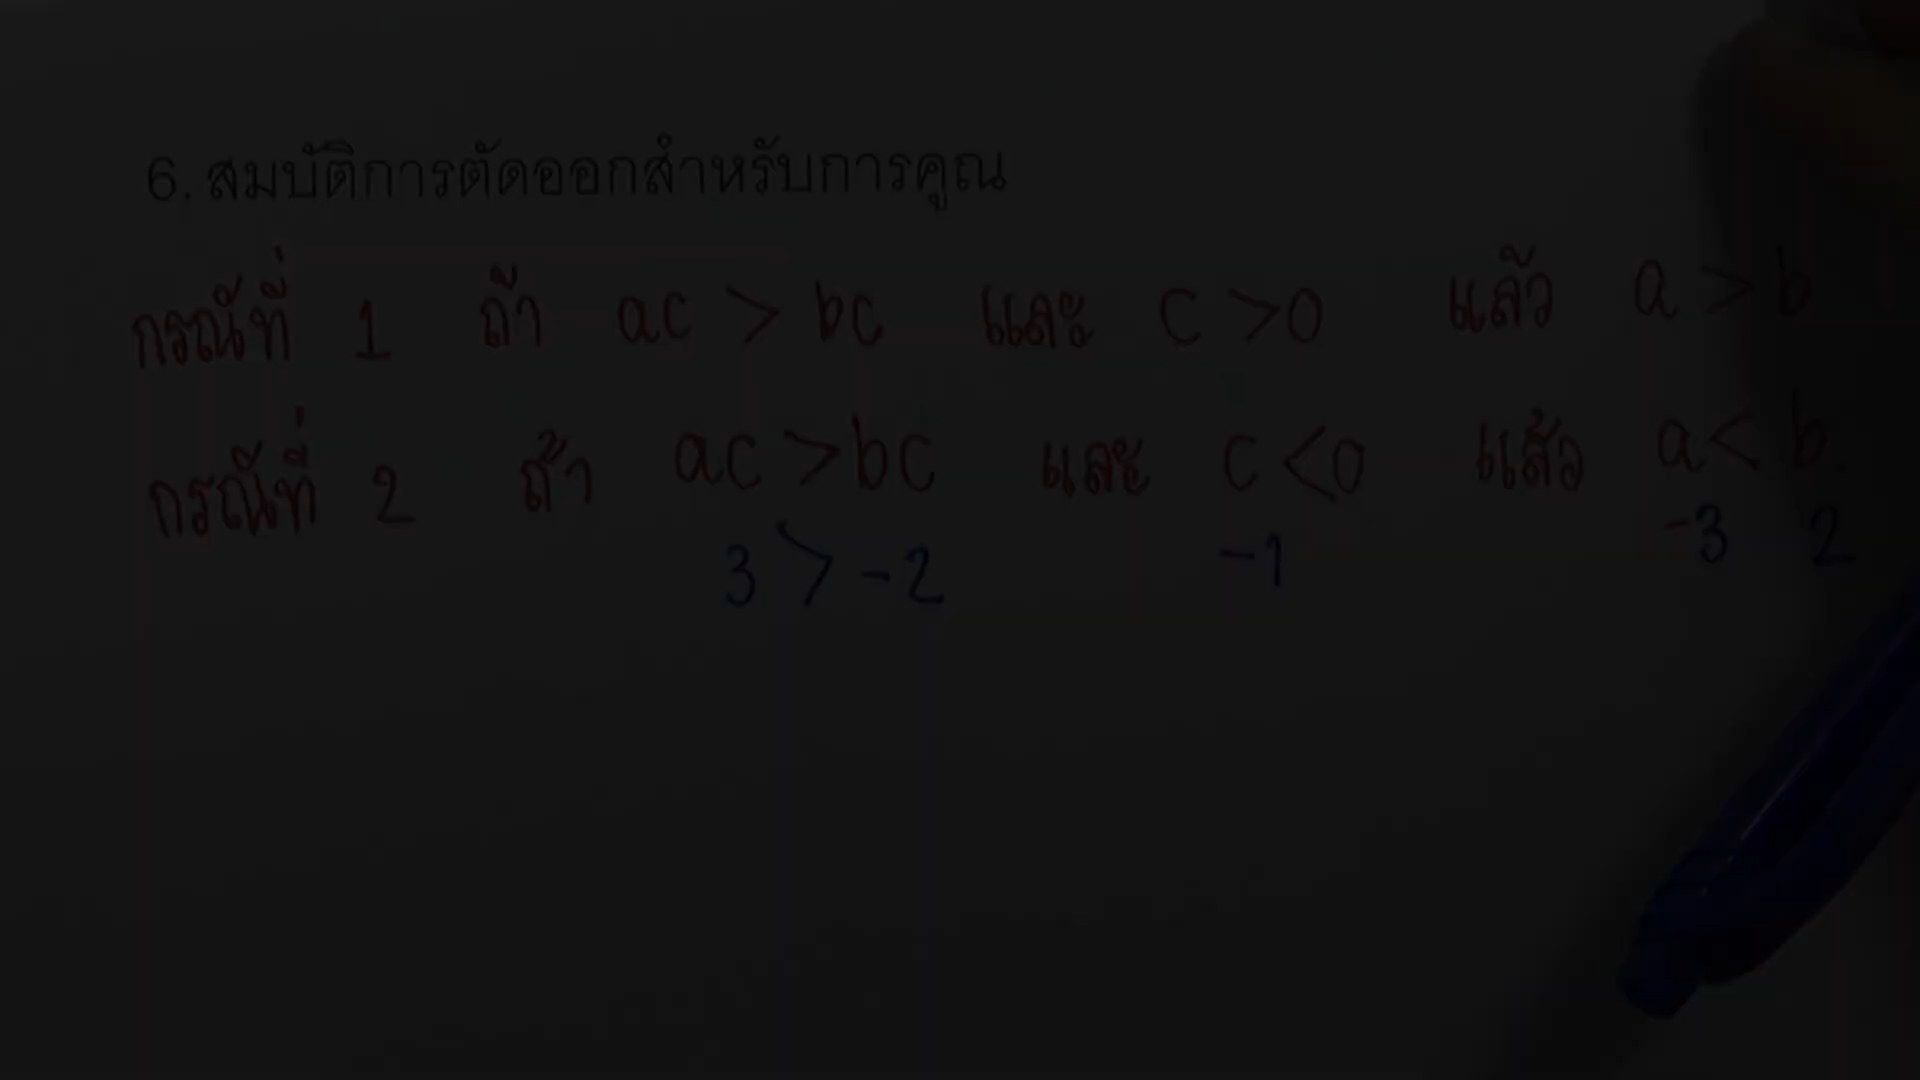 6. สมบัติการตัดออกสำหรับการคูณ
กรณีที่ 1 ถ้า ac > bc และ c > 0 แล้ว a > b
กรณีที่ 2 ถ้า ac > bc และ c < 0 แล้ว a < b
3 > -2 -1 -3 2